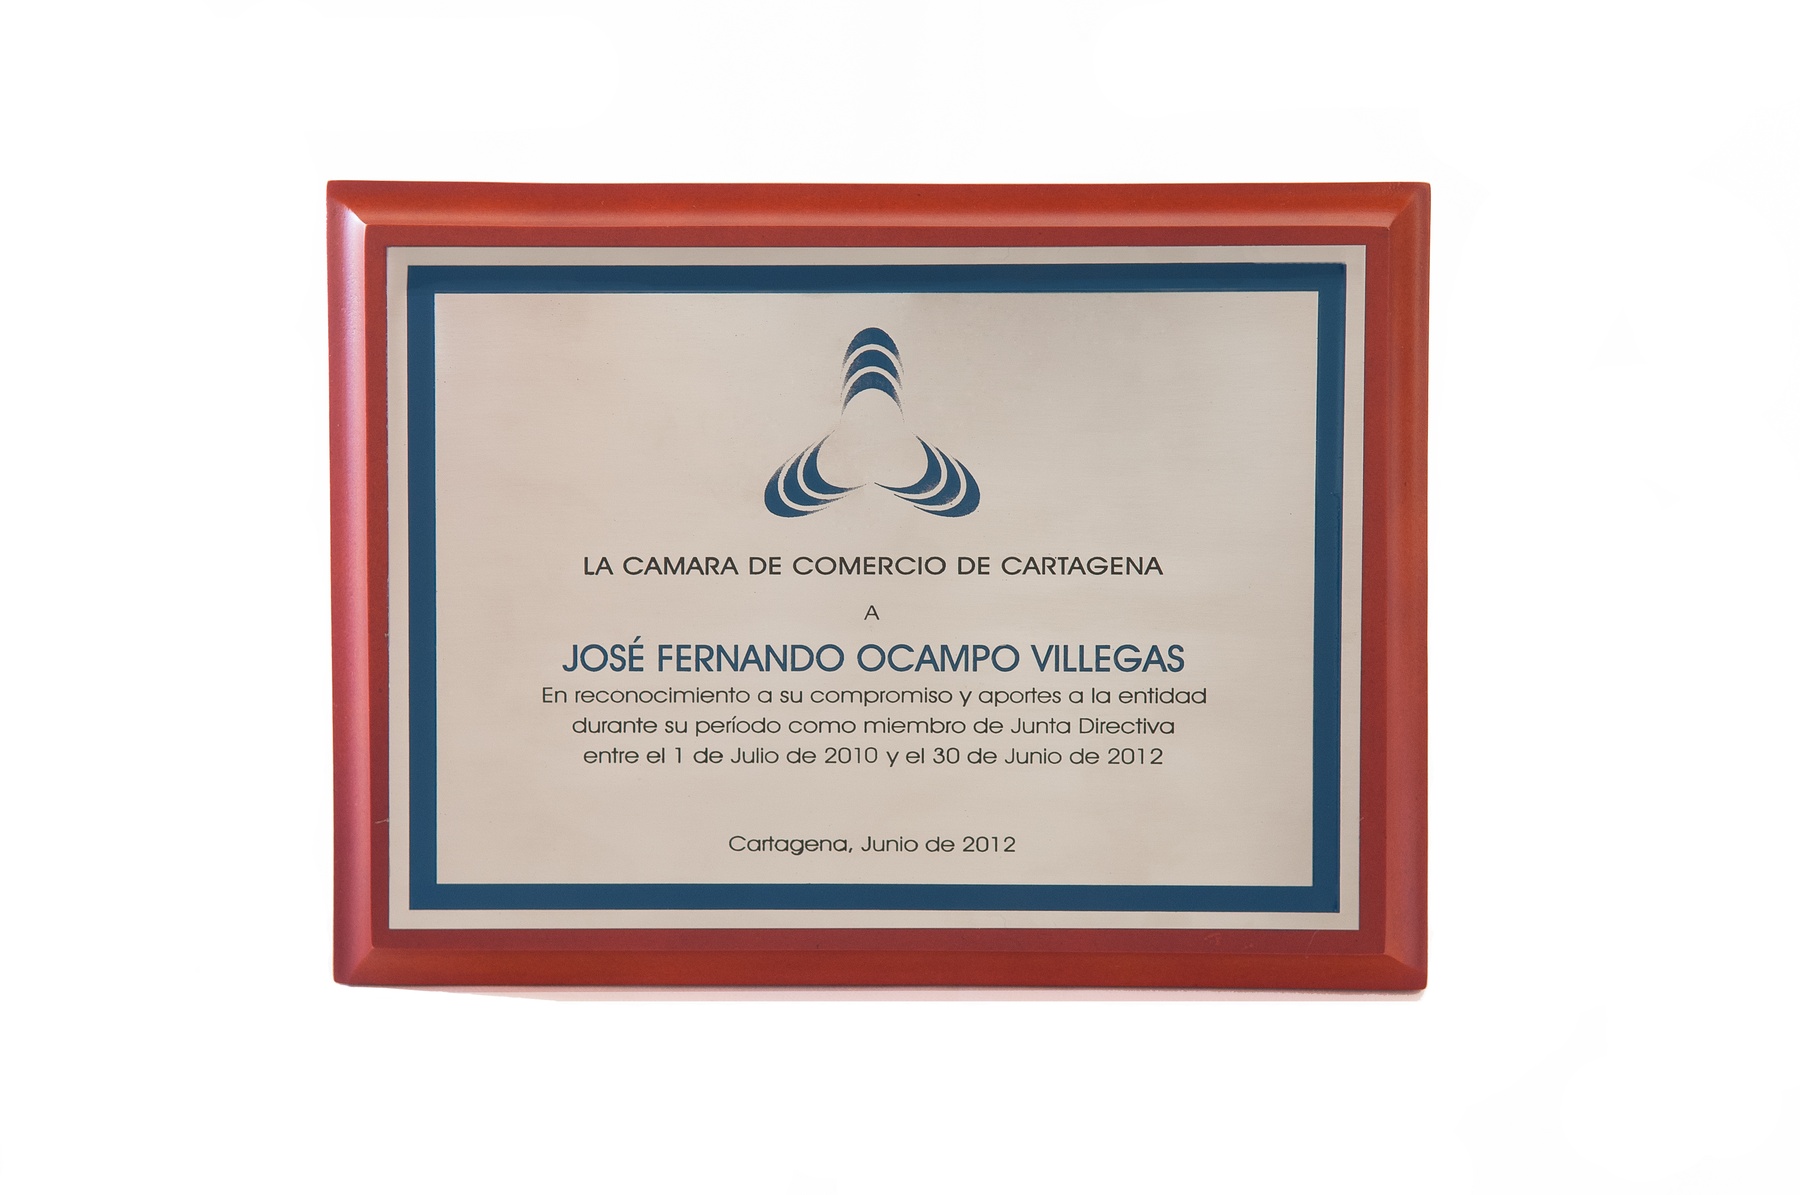 LA CAMARA DE COMERCIO DE CARTAGENA
A
JOSÉ FERNANDO OCAMPO VILLEGAS
En reconocimiento a su compromiso y aportes a la entidad
durante su período como miembro de Junta Directiva
entre el 1 de Julio de 2010 y el 30 de Junio de 2012
Cartagena, Junio de 2012